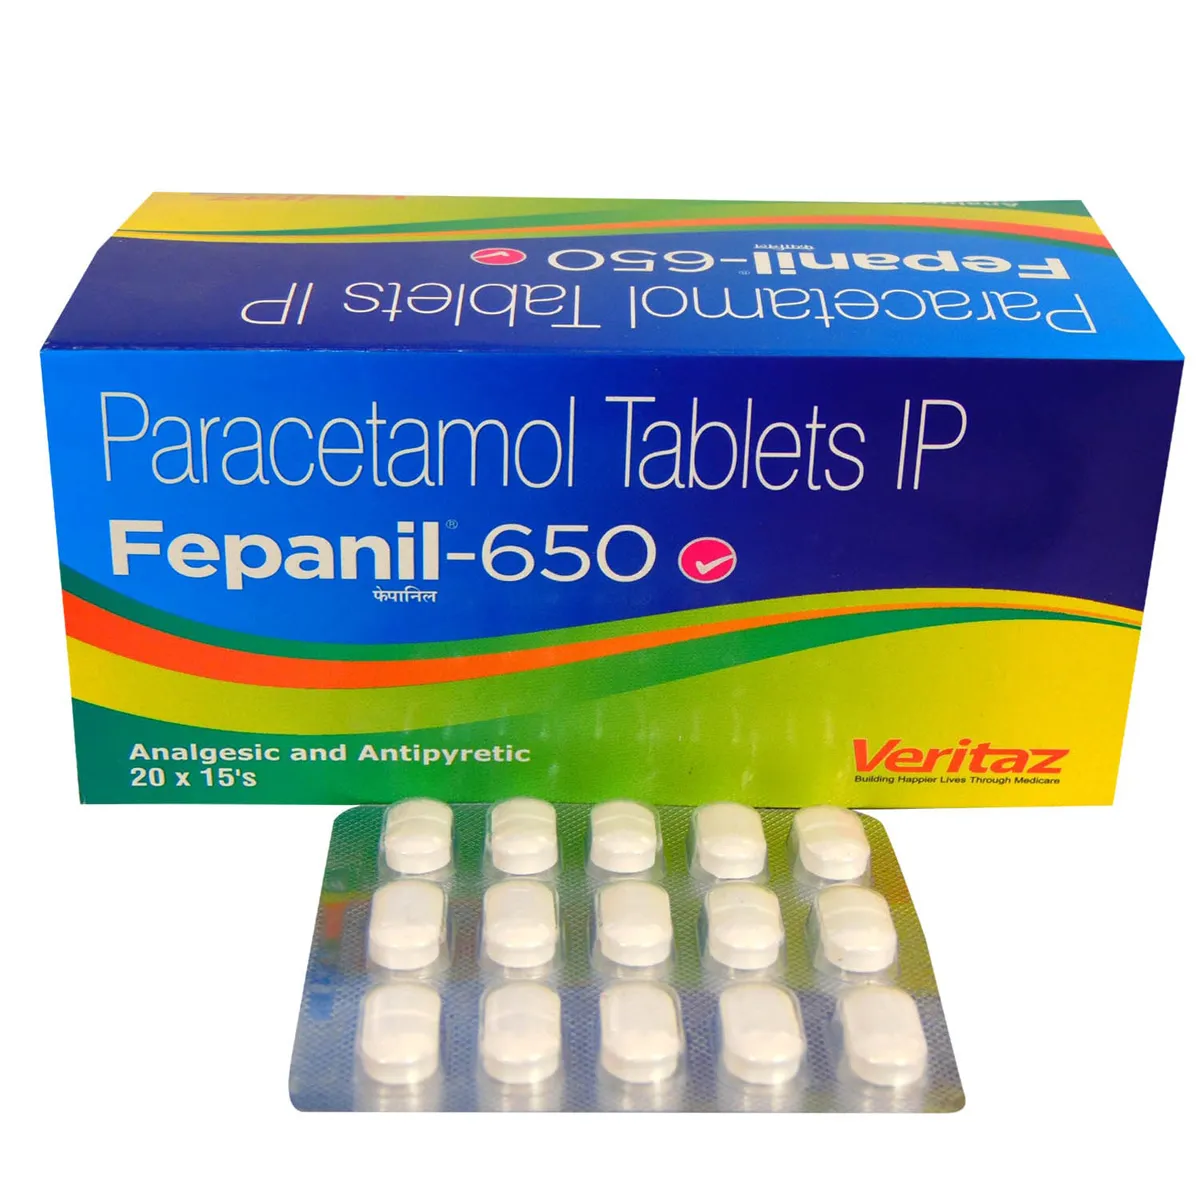 Fepanil®-650
फेपानिल
Paracetamol Tablets IP
Paracetamol Tablets IP
Fepanil®-650
फेपानिल
Analgesic and Antipyretic
20 x 15's
Veritaz
Building Happier Lives Through Medicare